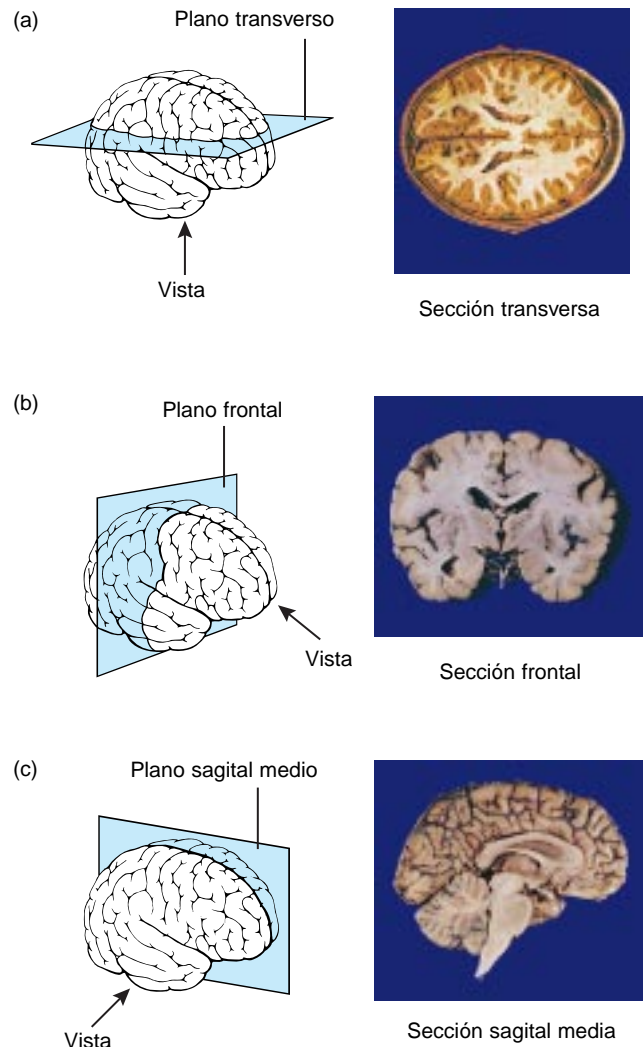 (a)
Plano transverso
Vista
Sección transversa
(b)
Plano frontal
Vista
Sección frontal
(c)
Plano sagital medio
Vista
Sección sagital media